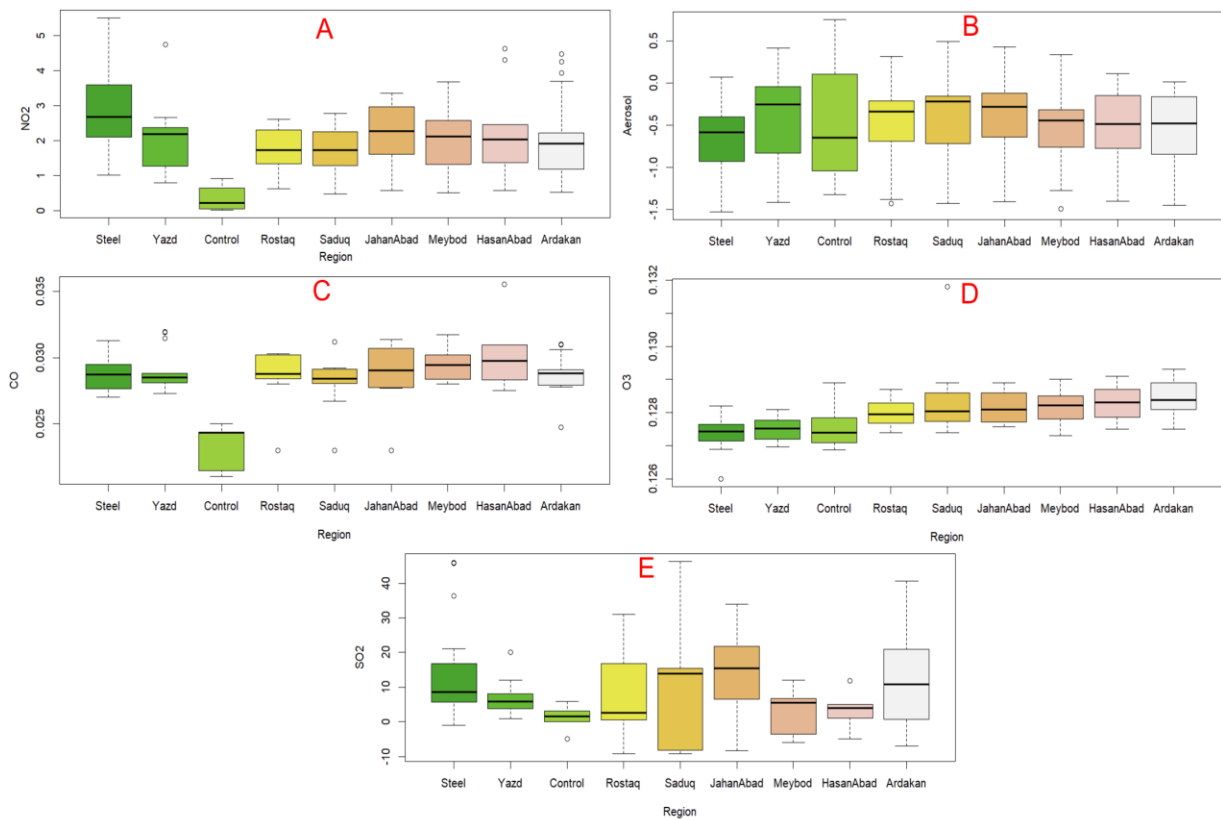 A
NO2
5
4
3
2
1
0
Steel Yazd Control Rostaq Saduq JahanAbad Meybod HasanAbad Ardakan
Region
B
Aerosol
0.5
0.0
-0.5
-1.0
-1.5
Steel Yazd Control Rostaq Saduq JahanAbad Meybod HasanAbad Ardakan
C
CO
0.035
0.030
0.025
Steel Yazd Control Rostaq Saduq JahanAbad Meybod HasanAbad Ardakan
Region
D
O3
0.132
0.130
0.128
0.126
Steel Yazd Control Rostaq Saduq JahanAbad Meybod HasanAbad Ardakan
Region
E
SO2
40
30
20
10
0
-10
Steel Yazd Control Rostaq Saduq JahanAbad Meybod HasanAbad Ardakan
Region